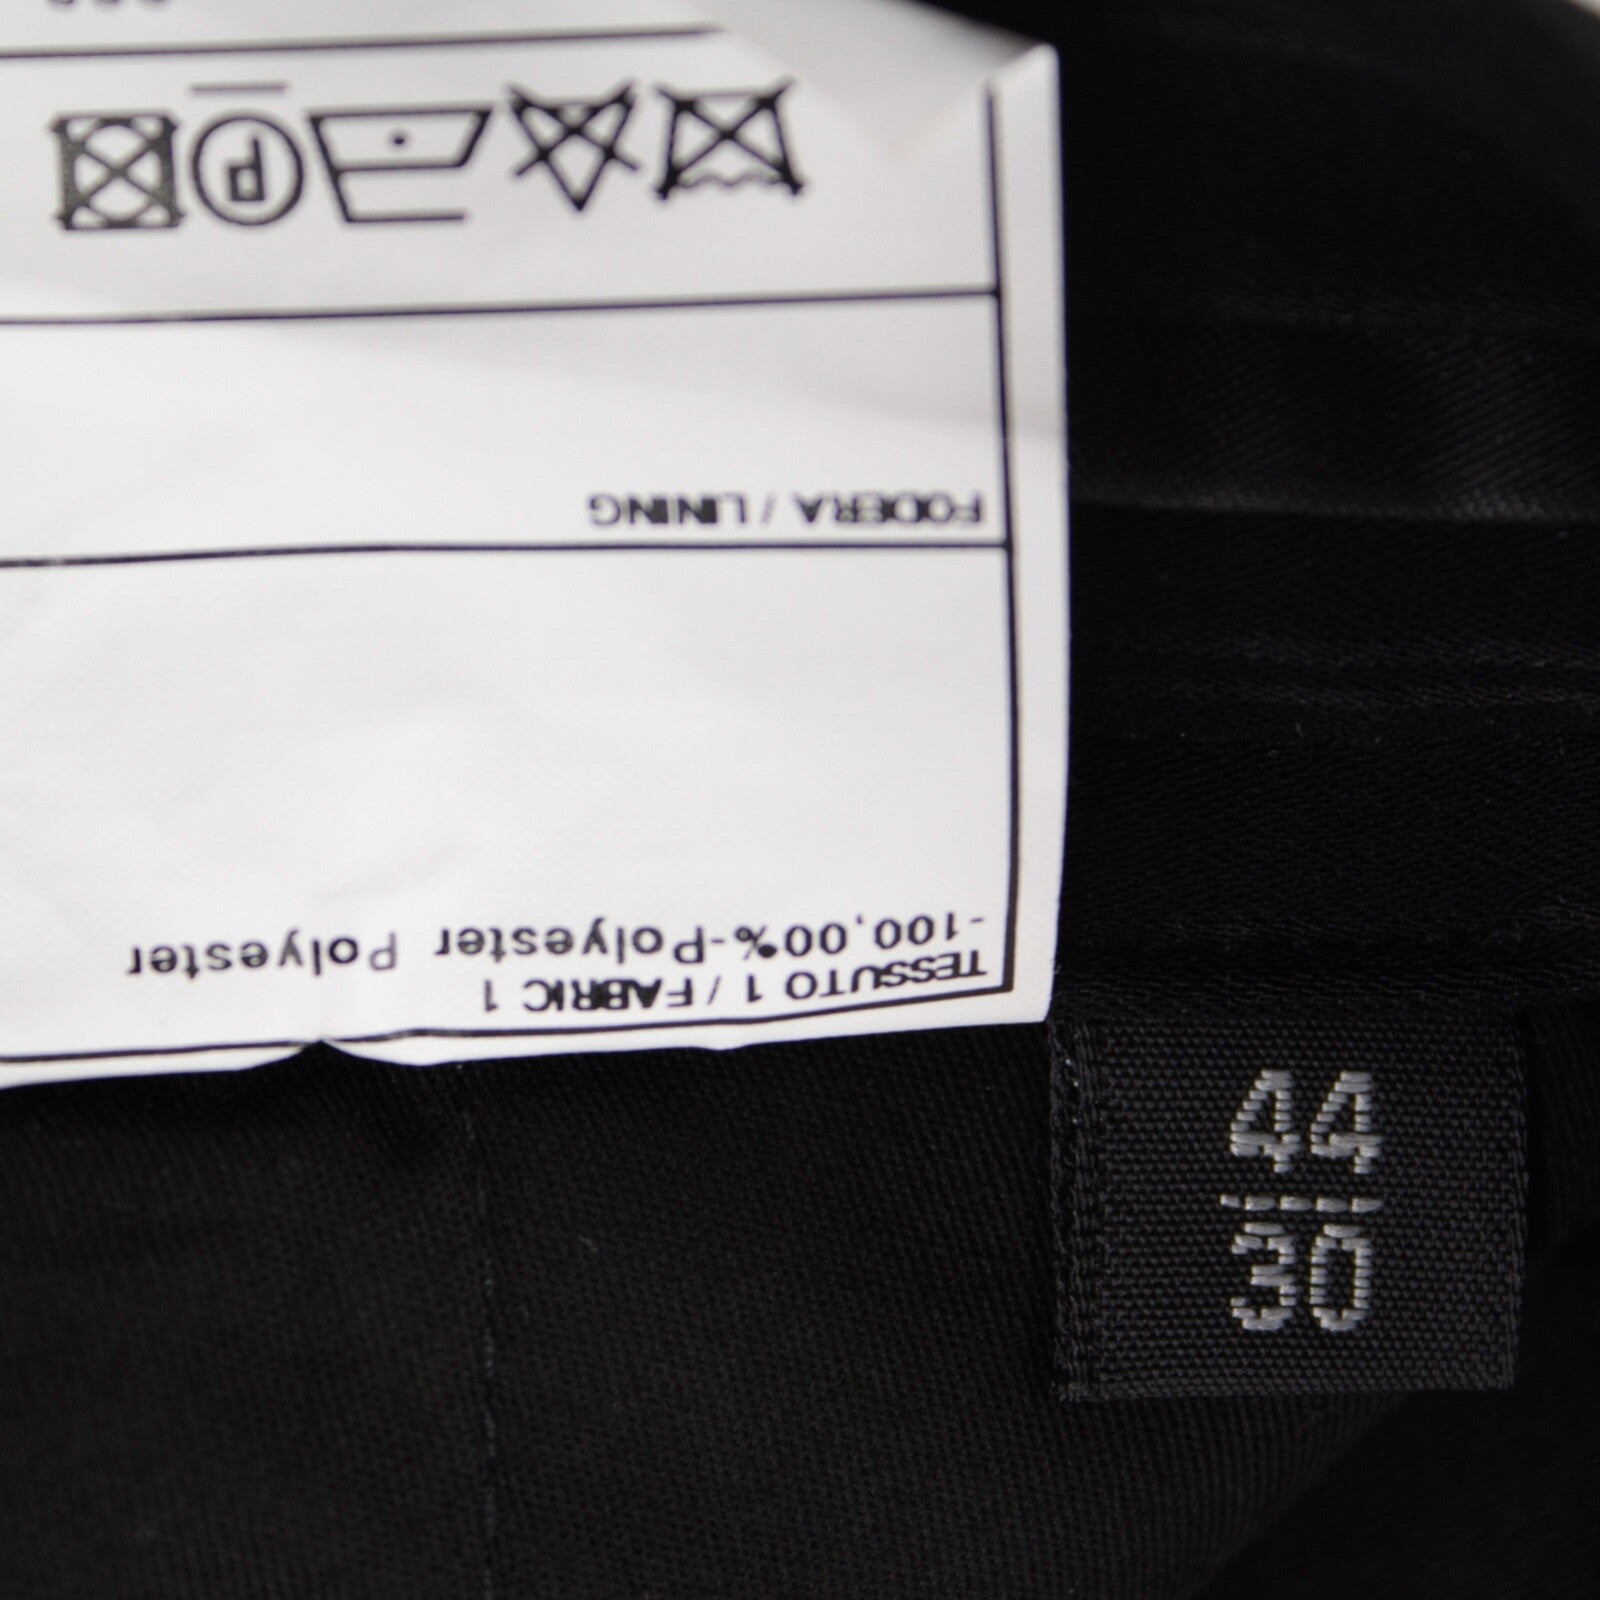 TESSUTO 1 / FABRIC 1
-100,00%-Polyester Polyester
FODERA / LINING
P
44
30